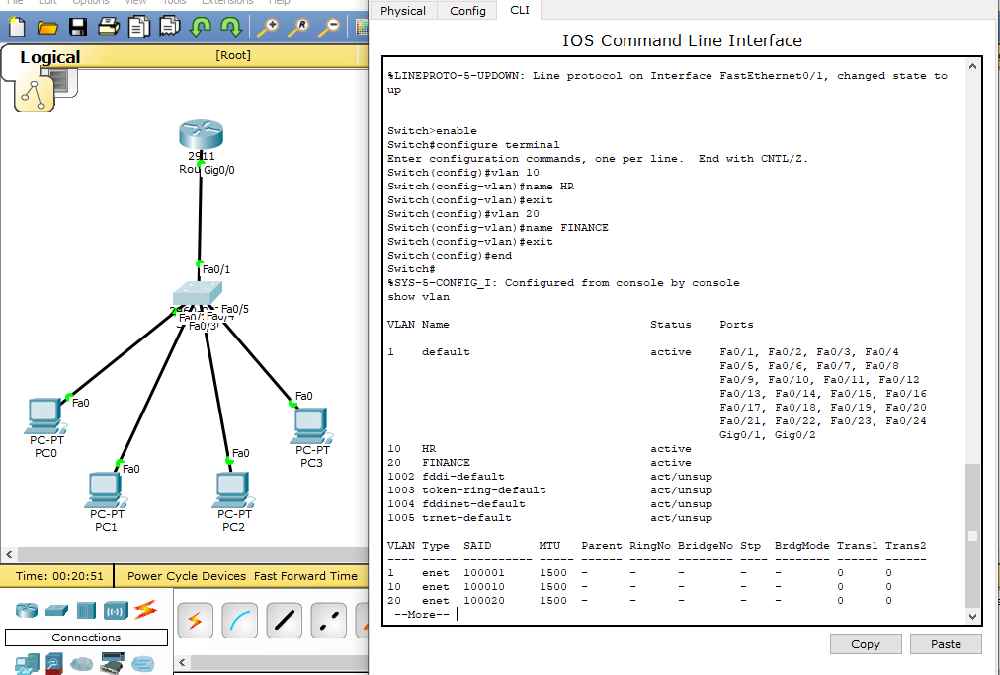 File Edit Options View Tools Extensions Help
Logical
[Root]
2911
Rou Gig0/0
Fa0/1
Fa0/5
Fa0/3
Fa0
PC-PT
PC0
Fa0
PC-PT
PC1
Fa0
PC-PT
PC2
Fa0
PC-PT
PC3
Time: 00:20:51 Power Cycle Devices Fast Forward Time
Connections
Physical Config CLI
IOS Command Line Interface
%LINEPROTO-5-UPDOWN: Line protocol on Interface FastEthernet0/1, changed state to
up
Switch>enable
Switch#configure terminal
Enter configuration commands, one per line. End with CNTL/Z.
Switch(config)#vlan 10
Switch(config-vlan)#name HR
Switch(config-vlan)#exit
Switch(config)#vlan 20
Switch(config-vlan)#name FINANCE
Switch(config-vlan)#exit
Switch(config)#end
Switch#
%SYS-5-CONFIG_I: Configured from console by console
show vlan
VLAN Name Status Ports
---- -------------------------------- --------- -------------------------------
1 default active Fa0/1, Fa0/2, Fa0/3, Fa0/4
Fa0/5, Fa0/6, Fa0/7, Fa0/8
Fa0/9, Fa0/10, Fa0/11, Fa0/12
Fa0/13, Fa0/14, Fa0/15, Fa0/16
Fa0/17, Fa0/18, Fa0/19, Fa0/20
Fa0/21, Fa0/22, Fa0/23, Fa0/24
Gig0/1, Gig0/2
10 HR active
20 FINANCE active
1002 fddi-default act/unsup
1003 token-ring-default act/unsup
1004 fddinet-default act/unsup
1005 trnet-default act/unsup
VLAN Type SAID MTU Parent RingNo BridgeNo Stp BrdgMode Trans1 Trans2
---- ----- ---------- ----- ------ ------ -------- ---- -------- ------ ------
1 enet 100001 1500 - - - - - 0 0
10 enet 100010 1500 - - - - - 0 0
20 enet 100020 1500 - - - - - 0 0
--More--
Copy Paste